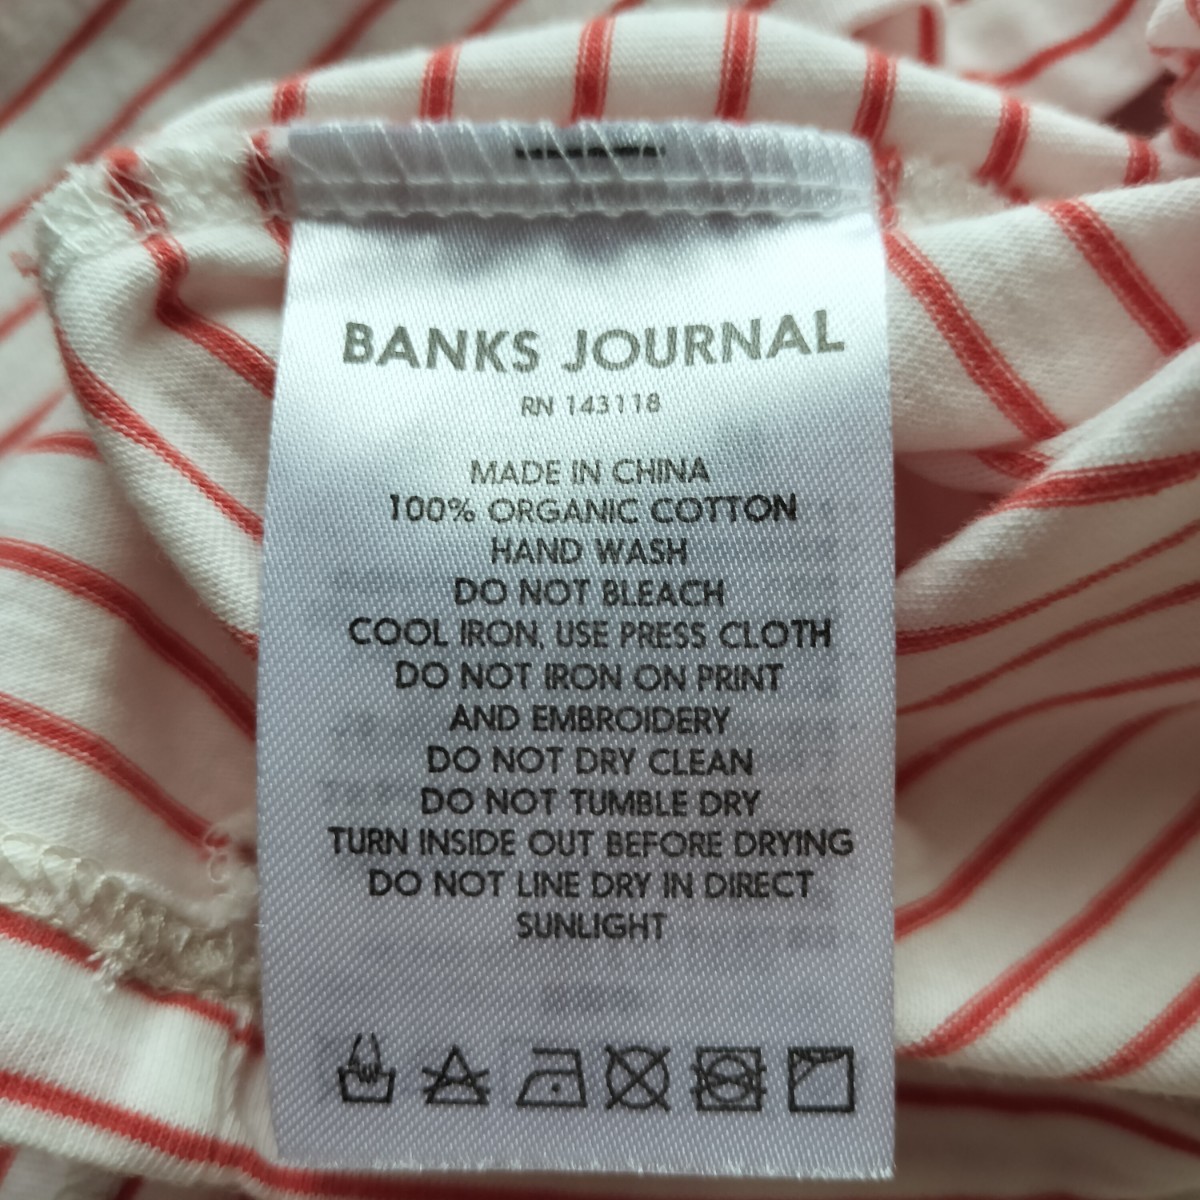 BANKS JOURNAL
RN 143118
MADE IN CHINA
100% ORGANIC COTTON
HAND WASH
DO NOT BLEACH
COOL IRON, USE PRESS CLOTH
DO NOT IRON ON PRINT
AND EMBROIDERY
DO NOT DRY CLEAN
DO NOT TUMBLE DRY
TURN INSIDE OUT BEFORE DRYING
DO NOT LINE DRY IN DIRECT
SUNLIGHT